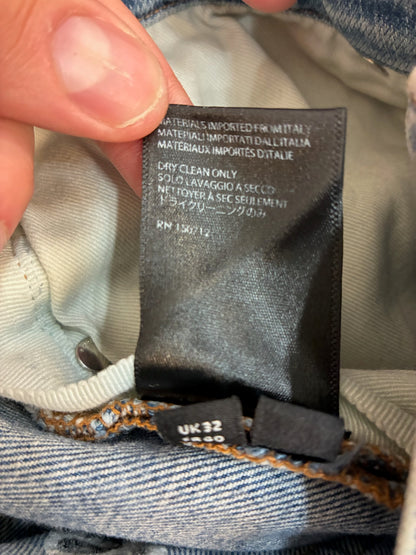 MATERIALS IMPORTED FROM ITALY
MATERIALI IMPORTATI DALL'ITALIA
MATÉRIAUX IMPORTÉS D'ITALIE
DRY CLEAN ONLY
SOLO LAVAGGIO A SECCO
NETTOYER À SEC SEULEMENT
ドライクリーニングのみ
RN 150712
UK 32